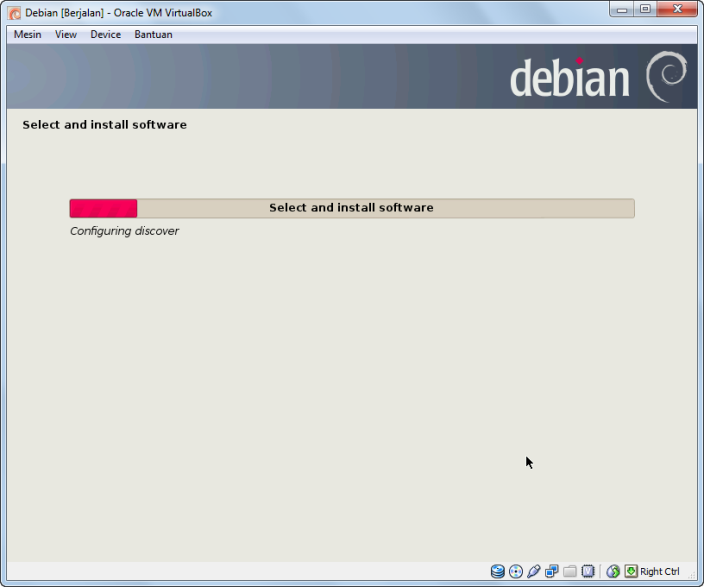 Debian [Berjalan] - Oracle VM VirtualBox
Mesin View Device Bantuan
debian
Select and install software
Select and install software
Configuring discover
Right Ctrl